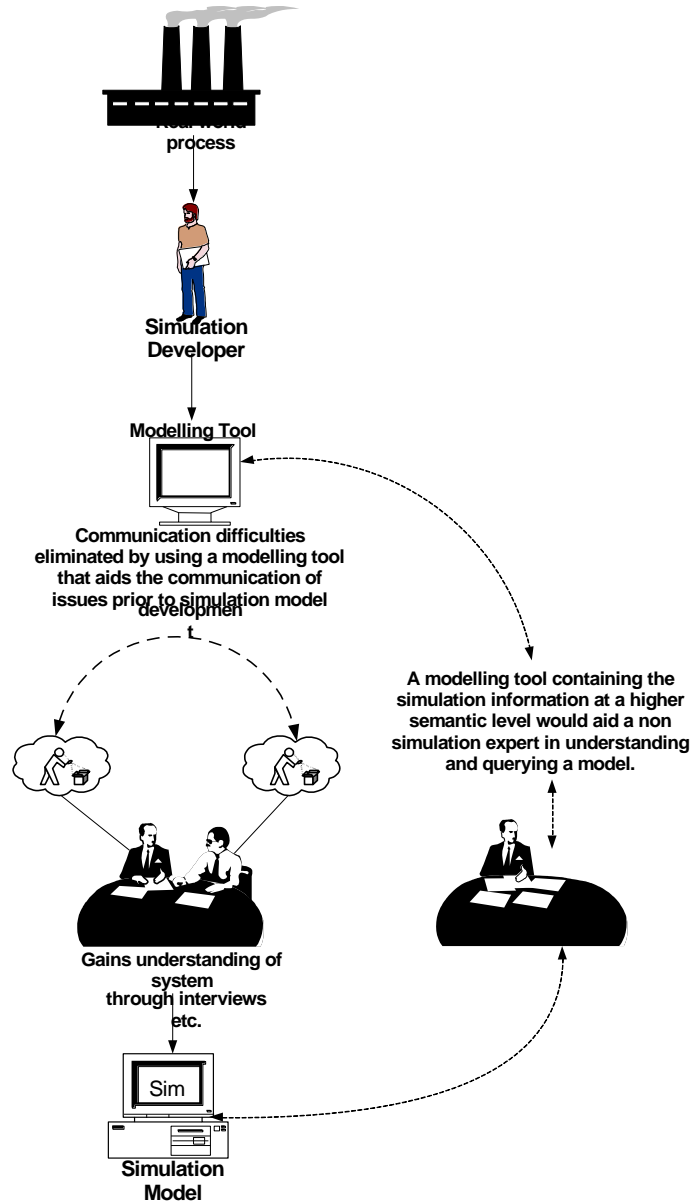 Real world
process
Simulation
Developer
Modelling Tool
Communication difficulties
eliminated by using a modelling tool
that aids the communication of
issues prior to simulation model
developmen
t
A modelling tool containing the
simulation information at a higher
semantic level would aid a non
simulation expert in understanding
and querying a model.
Gains understanding of
system
through interviews
etc.
Sim
Simulation
Model